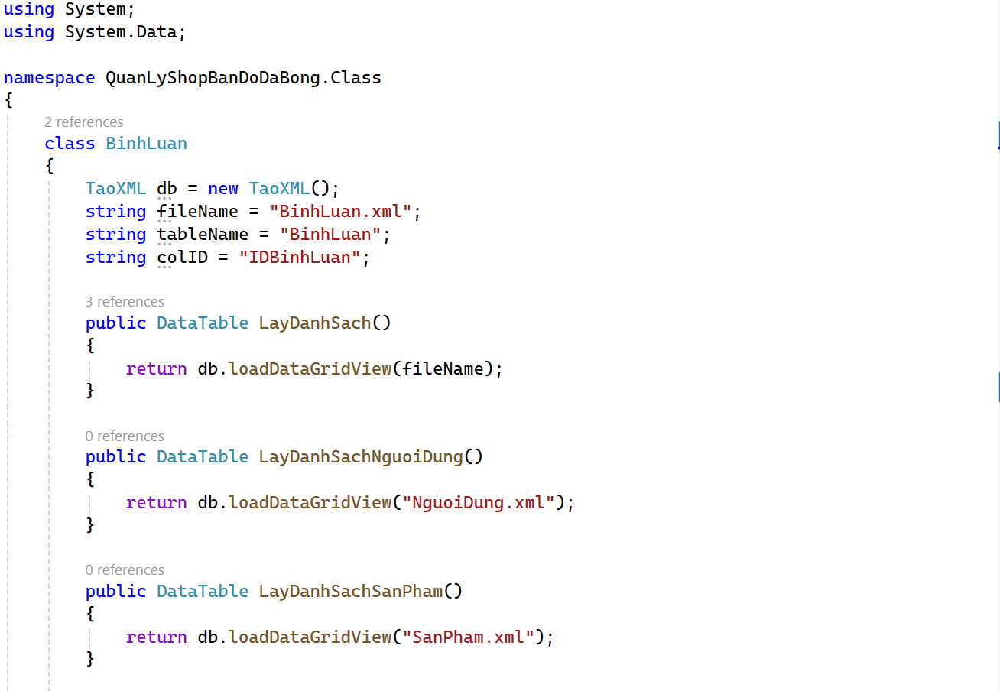 using System;
using System.Data;

namespace QuanLyShopBanDoDaBong.Class
{
2 references
class BinhLuan
{
TaoXML db = new TaoXML();
string fileName = "BinhLuan.xml";
string tableName = "BinhLuan";
string colID = "IDBinhLuan";

3 references
public DataTable LayDanhSach()
{
return db.loadDataGridView(fileName);
}

0 references
public DataTable LayDanhSachNguoiDung()
{
return db.loadDataGridView("NguoiDung.xml");
}

0 references
public DataTable LayDanhSachSanPham()
{
return db.loadDataGridView("SanPham.xml");
}